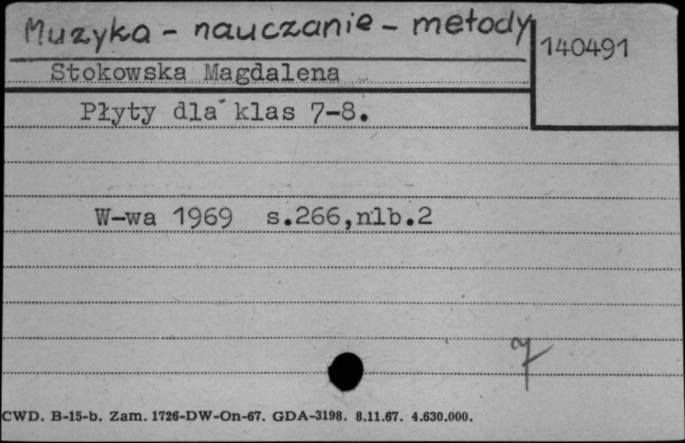 Muzyka - nauczanie - metody
140491
Stokowska Magdalena
Płyty dla klas 7-8.
W-wa 1969 s.266,nlb.2
7
CWD. B-15-b. Zam. 1726-DW-On-67. GDA-3198. 8.11.67. 4.630.000.